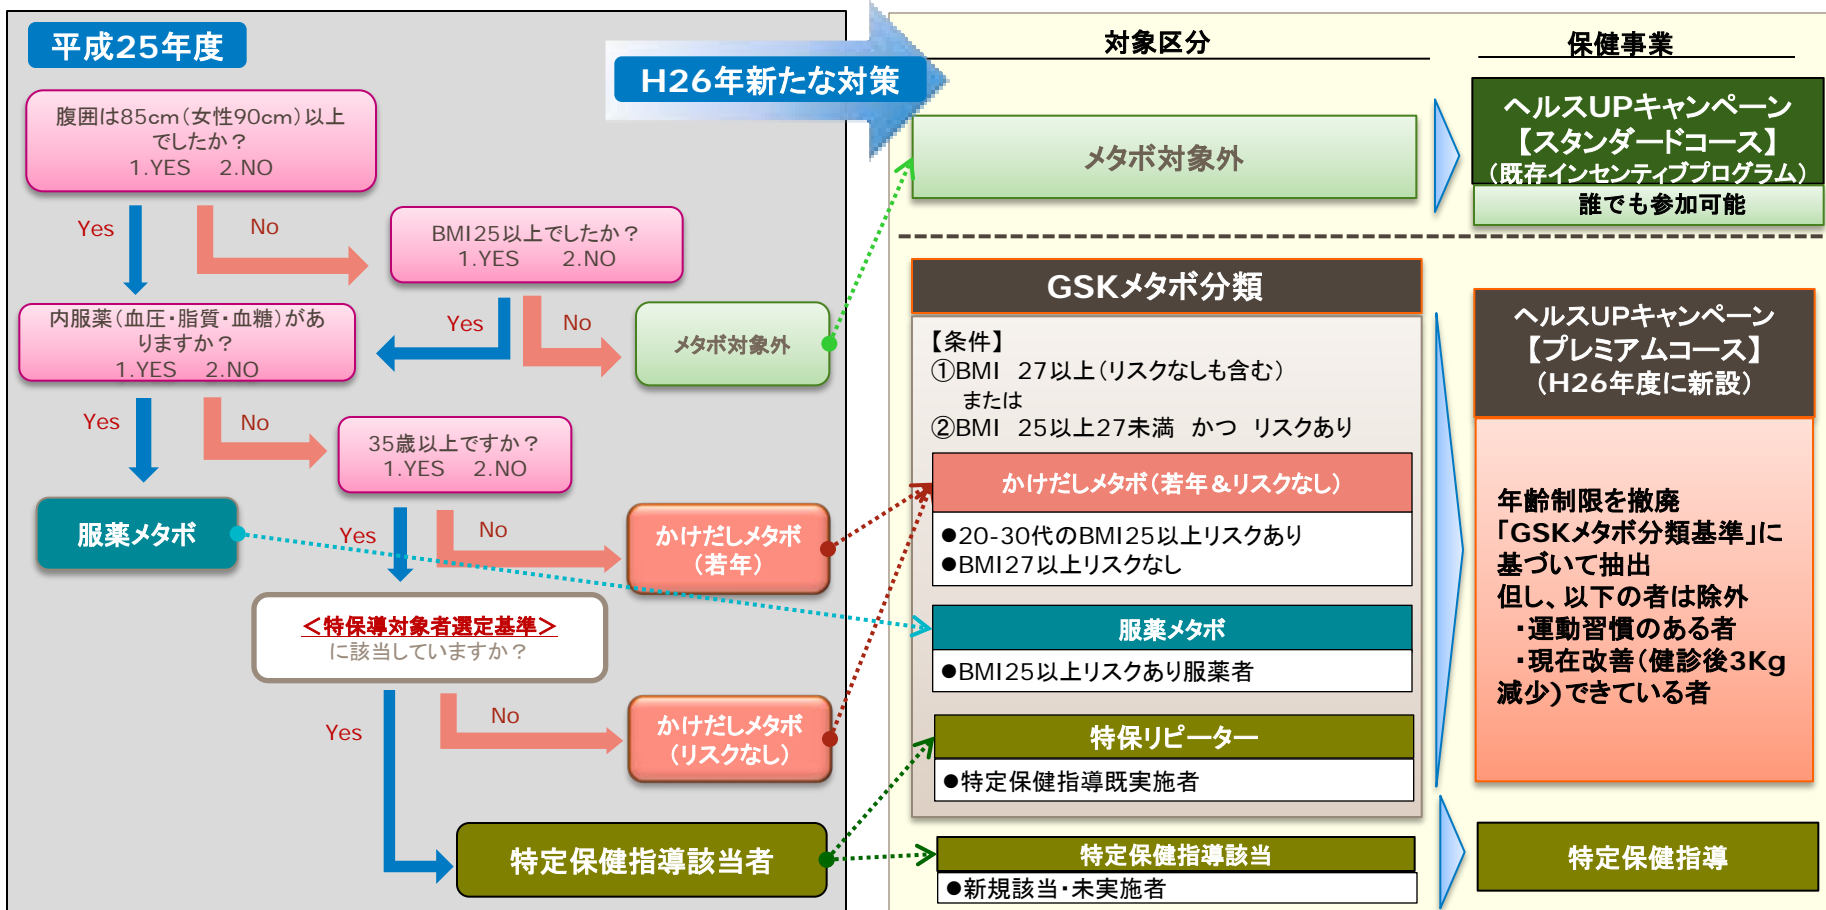 平成25年度
腹囲は85cm（女性90cm）以上
でしたか？
1.YES　2.NO
Yes
No
BMI25以上でしたか？
1.YES　2.NO
Yes
No
メタボ対象外
内服薬（血圧・脂質・血糖）があ
りますか？
1.YES　2.NO
Yes
No
35歳以上ですか？
1.YES　2.NO
服薬メタボ
Yes
No
かけだしメタボ
（若年）
＜特保導対象者選定基準＞
に該当していますか？
Yes
No
かけだしメタボ
（リスクなし）
特定保健指導該当者
H26年新たな対策
対象区分
保健事業
メタボ対象外
ヘルスUPキャンペーン
【スタンダードコース】
（既存インセンティブプログラム）
誰でも参加可能
GSKメタボ分類
【条件】
①BMI　27以上（リスクなしも含む）
または
②BMI　25以上27未満　かつ　リスクあり
かけだしメタボ（若年＆リスクなし）
●20-30代のBMI25以上リスクあり
●BMI27以上リスクなし
服薬メタボ
●BMI25以上リスクあり服薬者
特保リピーター
●特定保健指導既実施者
特定保健指導該当
●新規該当・未実施者
ヘルスUPキャンペーン
【プレミアムコース】
（H26年度に新設）
年齢制限を撤廃
「GSKメタボ分類基準」に
基づいて抽出
但し、以下の者は除外
・運動習慣のある者
・現在改善（健診後3Kg
減少）できている者
特定保健指導